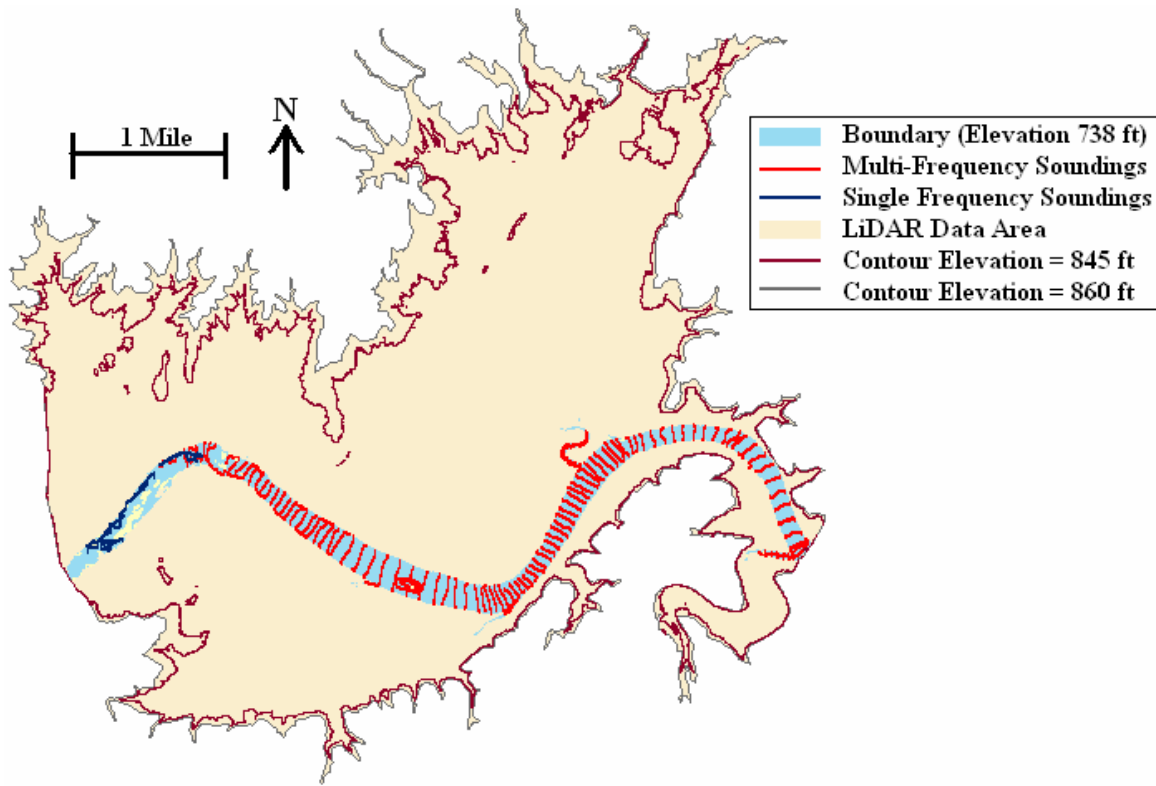 N
1 Mile
Boundary (Elevation 738 ft)
Multi-Frequency Soundings
Single Frequency Soundings
LiDAR Data Area
Contour Elevation = 845 ft
Contour Elevation = 860 ft